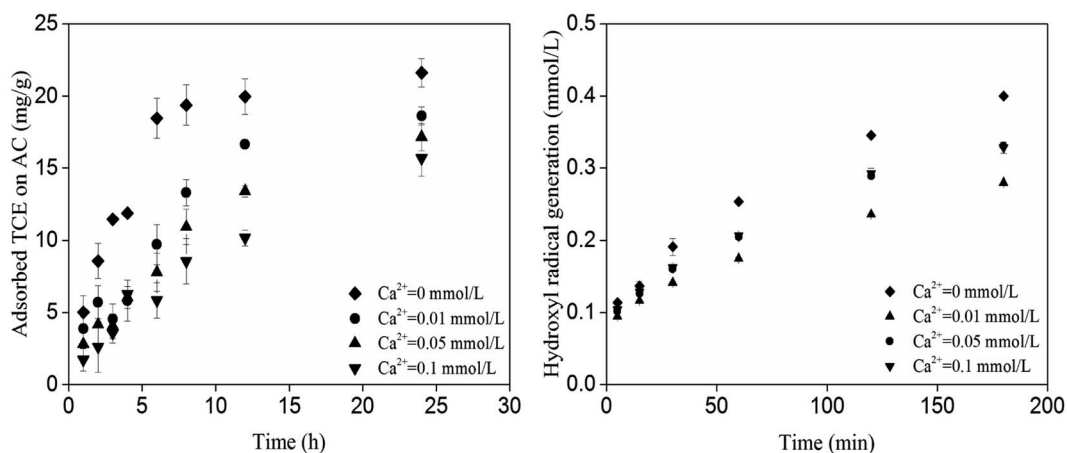 Adsorbed TCE on AC (mg/g)
25
20
15
10
5
0
Ca²⁺=0 mmol/L
Ca²⁺=0.01 mmol/L
Ca²⁺=0.05 mmol/L
Ca²⁺=0.1 mmol/L
0 5 10 15 20 25 30
Time (h)
Hydroxyl radical generation (mmol/L)
0.5
0.4
0.3
0.2
0.1
0.0
Ca²⁺=0 mmol/L
Ca²⁺=0.01 mmol/L
Ca²⁺=0.05 mmol/L
Ca²⁺=0.1 mmol/L
0 50 100 150 200
Time (min)